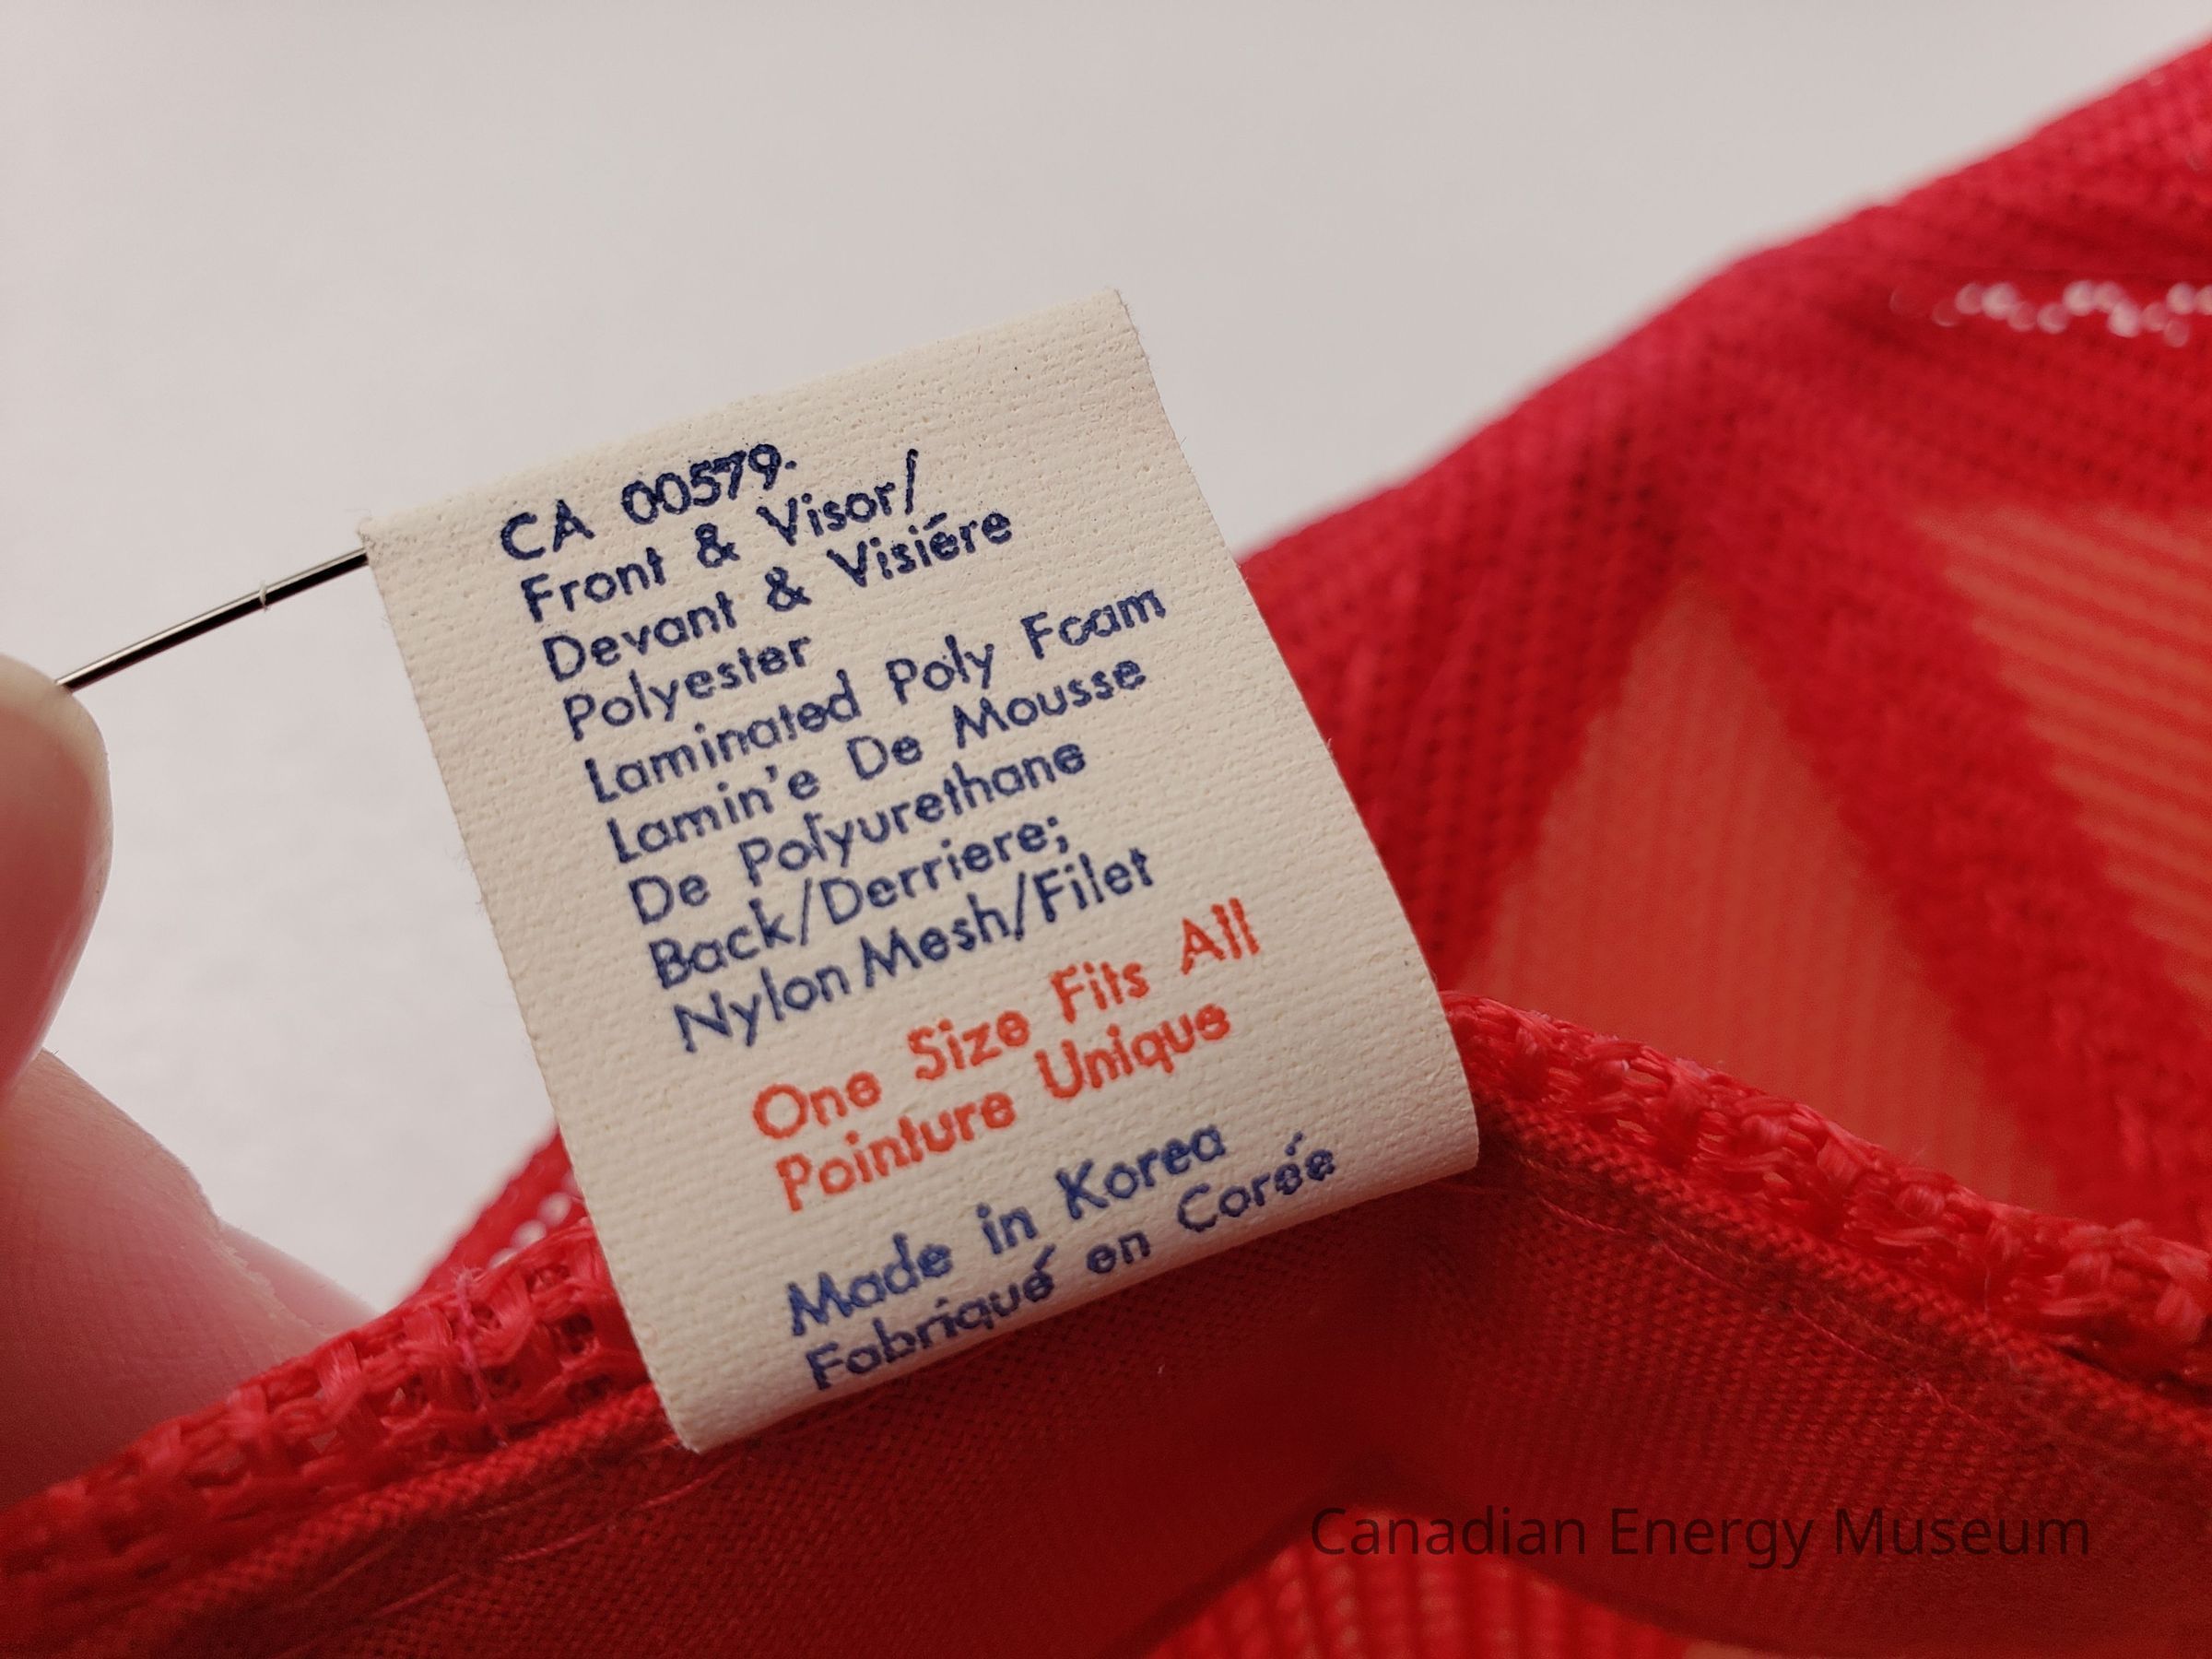 CA 00579.
Front & Visor/
Devant & Visiére
Polyester
Laminated Poly Foam
Lamin'e De Mousse
De Polyurethane
Back/Derriere;
Nylon Mesh/Filet
One Size Fits All
Pointure Unique
Made in Korea
Fabriqué en Corée
Canadian Energy Museum